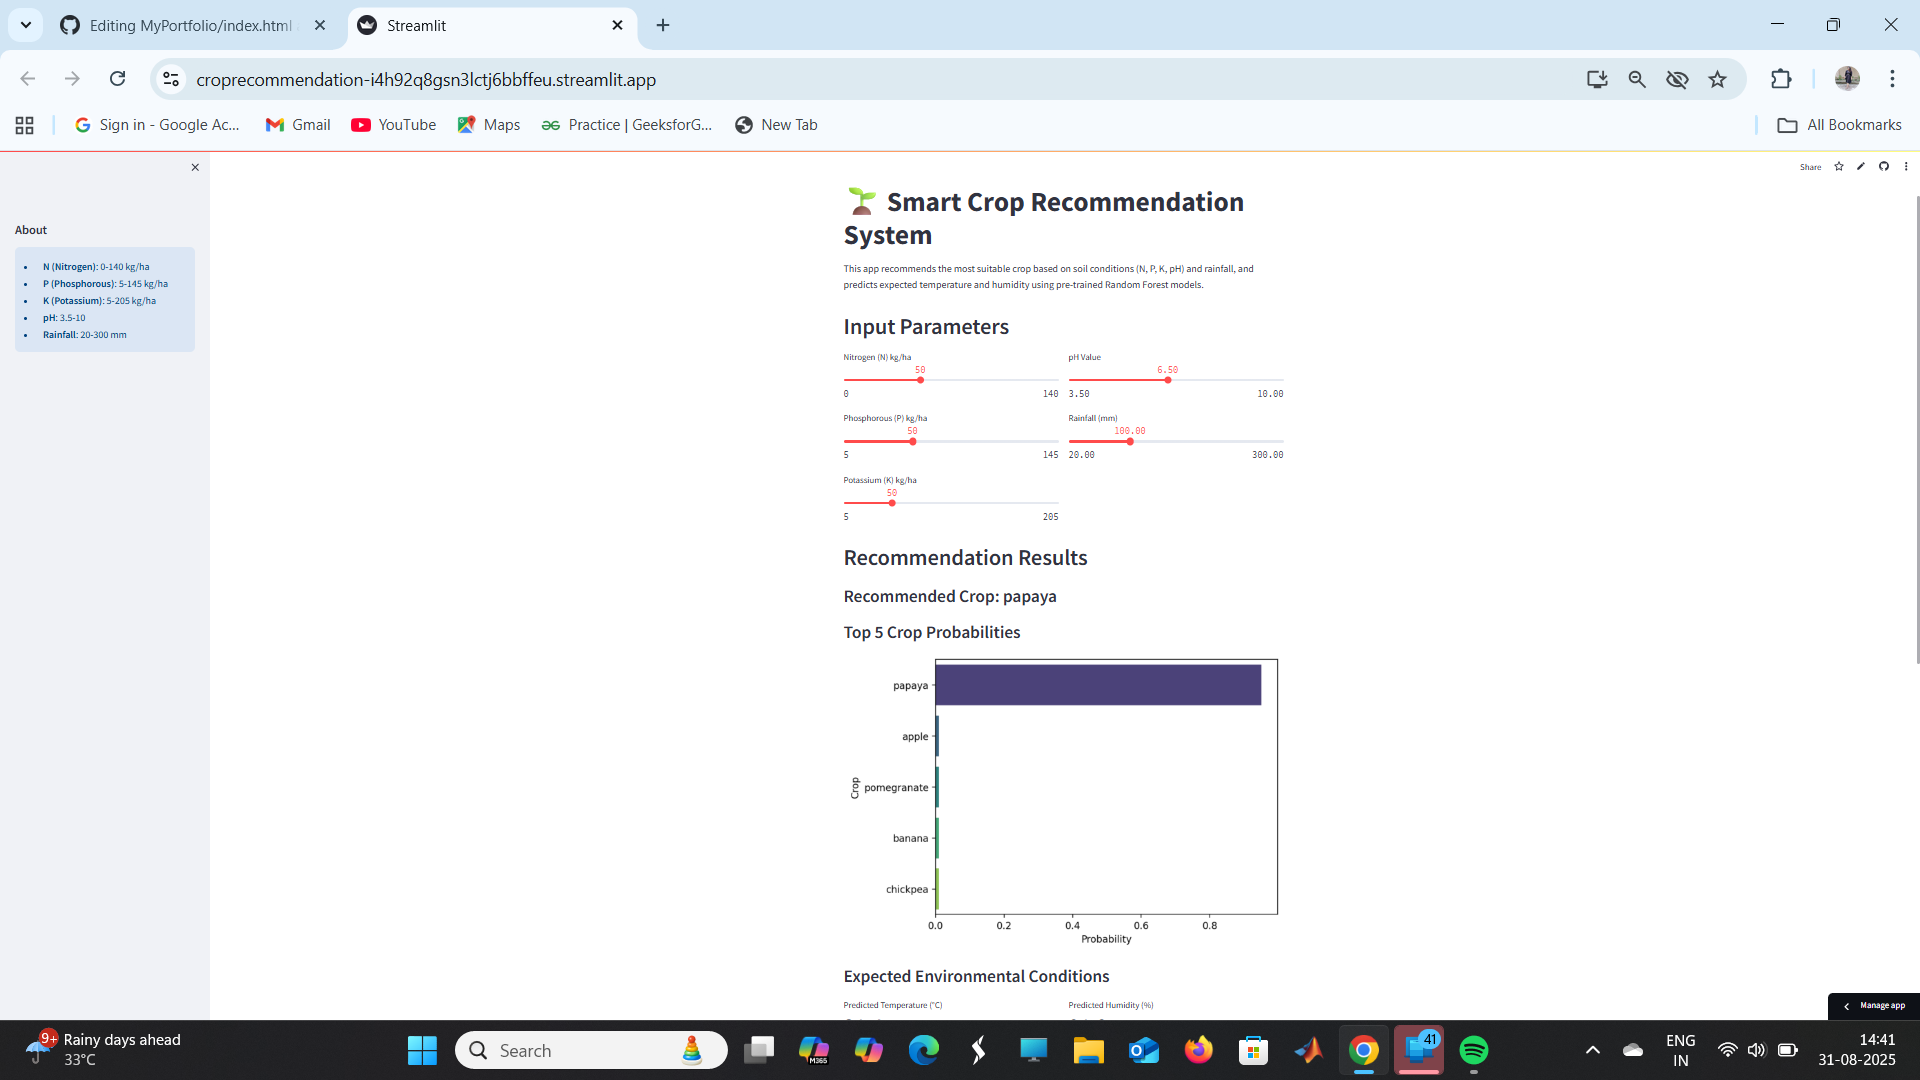 Editing MyPortfolio/index.html
Streamlit
croprecommendation-i4h92q8gsn3lctj6bbffeu.streamlit.app
Sign in - Google Ac...
Gmail
YouTube
Maps
Practice | GeeksforG...
New Tab
All Bookmarks
Share
About
N (Nitrogen): 0-140 kg/ha
P (Phosphorous): 5-145 kg/ha
K (Potassium): 5-205 kg/ha
pH: 3.5-10
Rainfall: 20-300 mm
Smart Crop Recommendation
System
This app recommends the most suitable crop based on soil conditions (N, P, K, pH) and rainfall, and
predicts expected temperature and humidity using pre-trained Random Forest models.
Input Parameters
Nitrogen (N) kg/ha
50
0 140
pH Value
6.50
3.50 10.00
Phosphorous (P) kg/ha
50
5 145
Rainfall (mm)
100.00
20.00 300.00
Potassium (K) kg/ha
50
5 205
Recommendation Results
Recommended Crop: papaya
Top 5 Crop Probabilities
papaya
apple
pomegranate
banana
chickpea
Crop
0.0 0.2 0.4 0.6 0.8
Probability
Expected Environmental Conditions
Predicted Temperature (°C)
Predicted Humidity (%)
Manage app
9+
Rainy days ahead
33°C
Search
M365
41
ENG
IN
14:41
31-08-2025